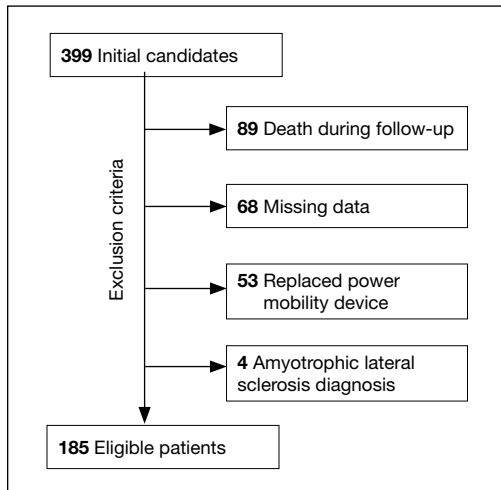 399 Initial candidates
Exclusion criteria
89 Death during follow-up
68 Missing data
53 Replaced power
mobility device
4 Amyotrophic lateral
sclerosis diagnosis
185 Eligible patients